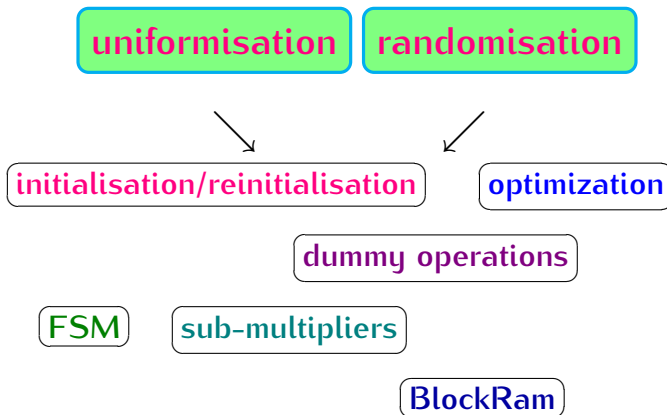 uniformisation randomisation
initialisation/reinitialisation optimization
dummy operations
FSM sub-multipliers
BlockRam